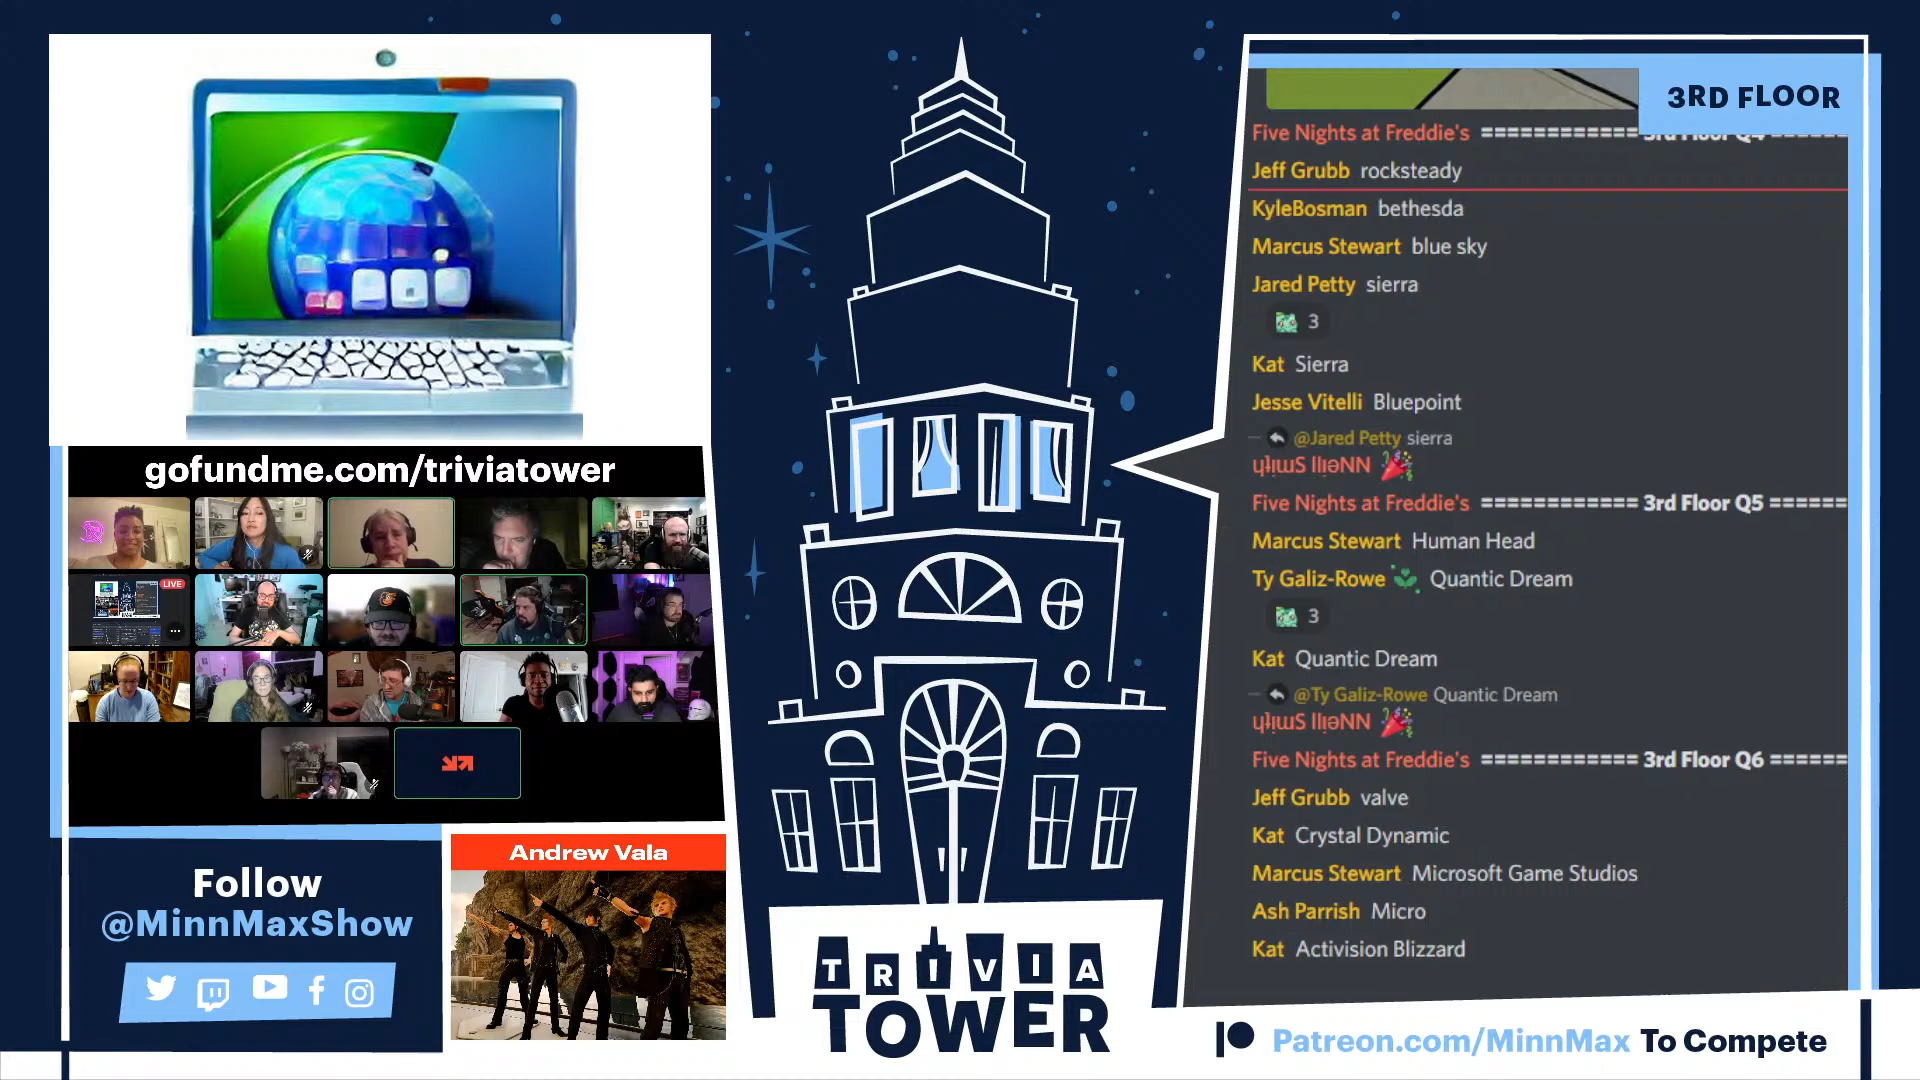 gofundme.com/triviatower
LIVE
Follow
@MinnMaxShow
Andrew Vala
TRIVIA
TOWER
3RD FLOOR
Five Nights at Freddie's ============ 3rd Floor Q4 ======
Jeff Grubb rocksteady
KyleBosman bethesda
Marcus Stewart blue sky
Jared Petty sierra
3
Kat Sierra
Jesse Vitelli Bluepoint
@Jared Petty sierra
Five Nights at Freddie's ============ 3rd Floor Q5 ======
Marcus Stewart Human Head
Ty Galiz-Rowe Quantic Dream
3
Kat Quantic Dream
@Ty Galiz-Rowe Quantic Dream
Five Nights at Freddie's ============ 3rd Floor Q6 ======
Jeff Grubb valve
Kat Crystal Dynamic
Marcus Stewart Microsoft Game Studios
Ash Parrish Micro
Kat Activision Blizzard
Patreon.com/MinnMax To Compete